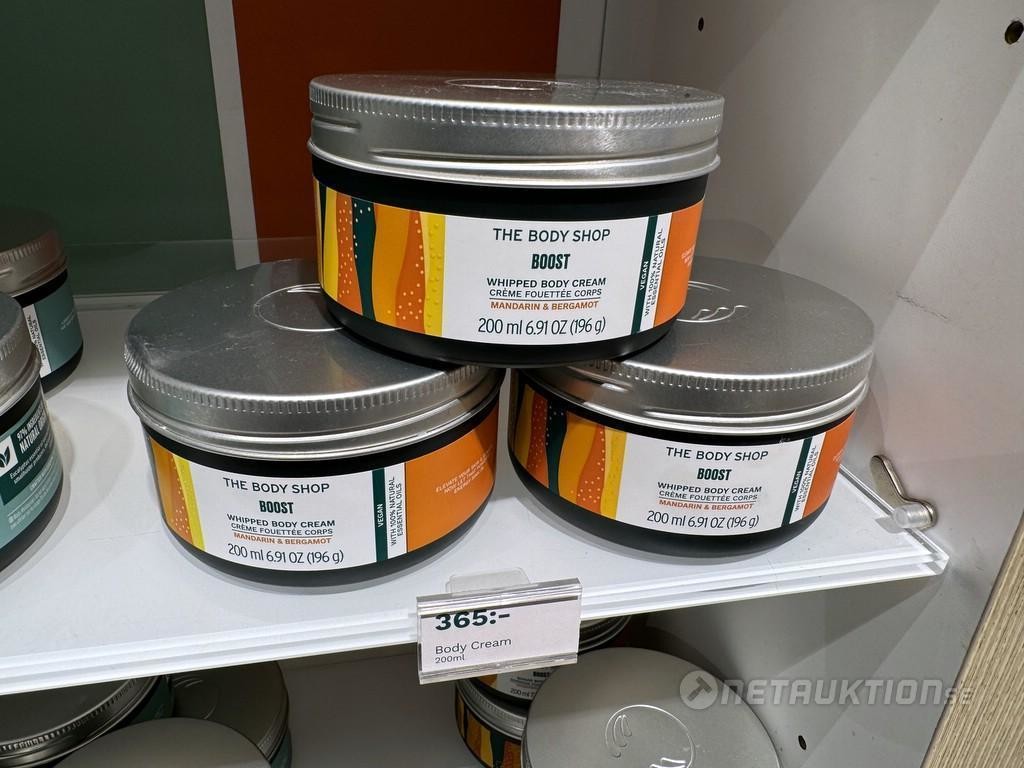 THE BODY SHOP
BOOST
WHIPPED BODY CREAM
CRÈME FOUETTÉE CORPS
MANDARIN & BERGAMOT
200 ml 6.91 OZ (196 g)
VEGAN
WITH 100% NATURAL
ESSENTIAL OILS
THE BODY SHOP
BOOST
WHIPPED BODY CREAM
CRÈME FOUETTÉE CORPS
MANDARIN & BERGAMOT
200 ml 6.91 OZ (196 g)
VEGAN
WITH 100% NATURAL
ESSENTIAL OILS
THE BODY SHOP
BOOST
WHIPPED BODY CREAM
CRÈME FOUETTÉE CORPS
MANDARIN & BERGAMOT
200 ml 6.91 OZ (196 g)
VEGAN
WITH 100% NATURAL
ESSENTIAL OILS
365:-
Body Cream
200ml
BOOST
NETAUKTION.SE